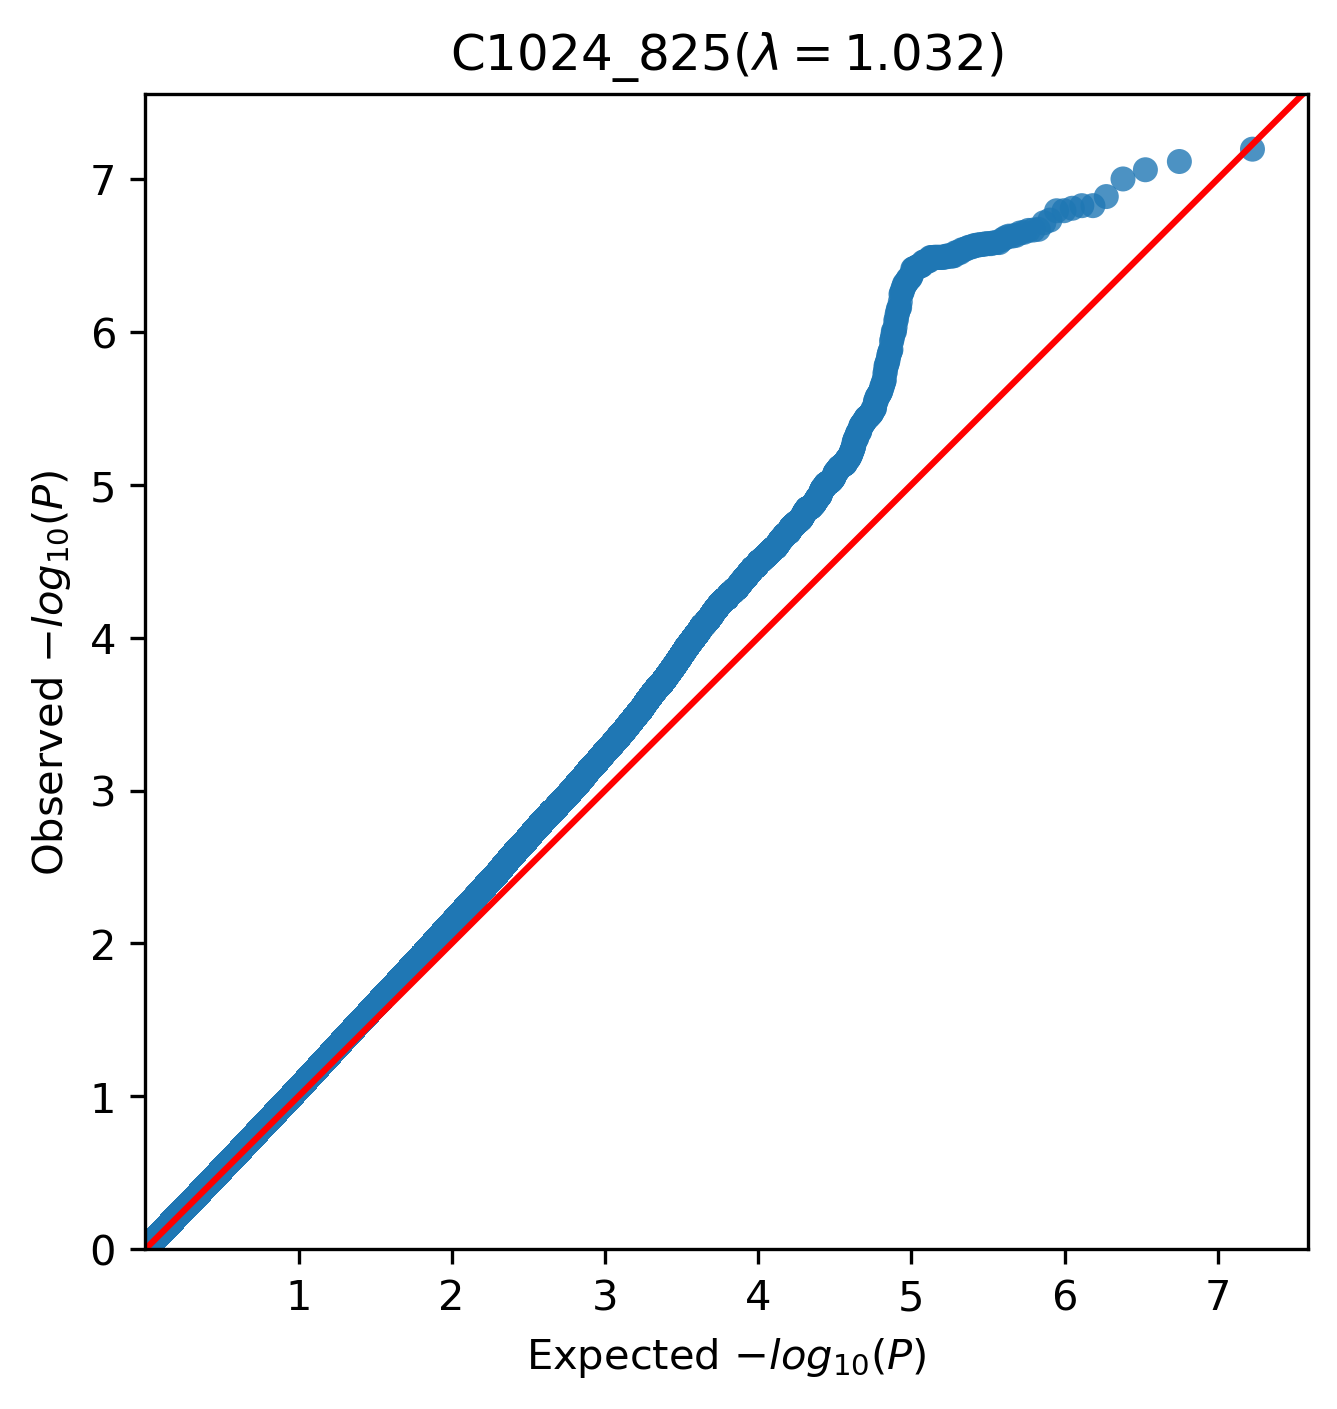 C1024_825(λ = 1.032)
Observed −log₁₀(P)
7
6
5
4
3
2
1
0
1 2 3 4 5 6 7
Expected −log₁₀(P)